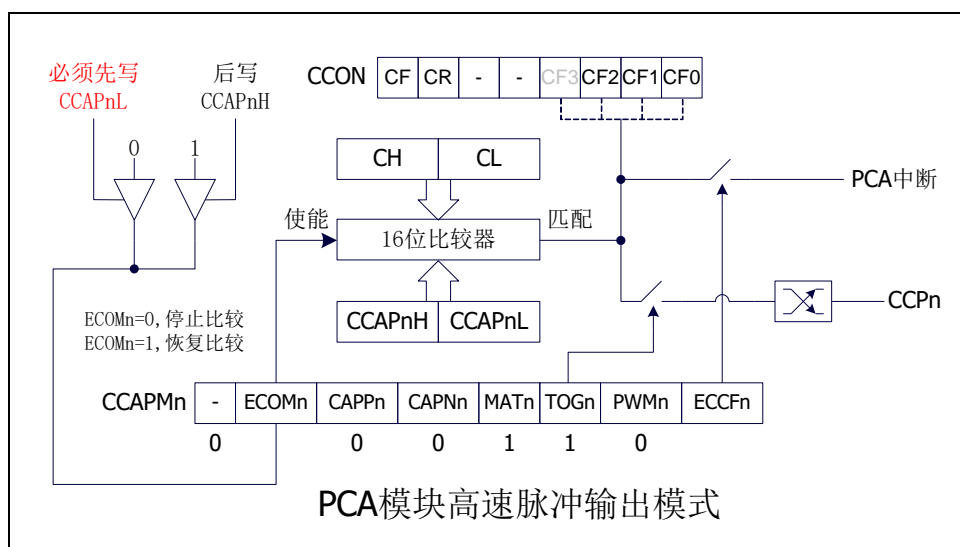 必须先写
CCAPnL
后写
CCAPnH
0
1
CCON
CF CR - - CF3 CF2 CF1 CF0
CH CL
使能
16位比较器
匹配
CCAPnH CCAPnL
PCA中断
CCPn
ECOMn=0,停止比较
ECOMn=1,恢复比较
CCAPMn
- ECOMn CAPPn CAPNn MATn TOGn PWMn ECCFn
0 0 0 1 1 0
PCA模块高速脉冲输出模式